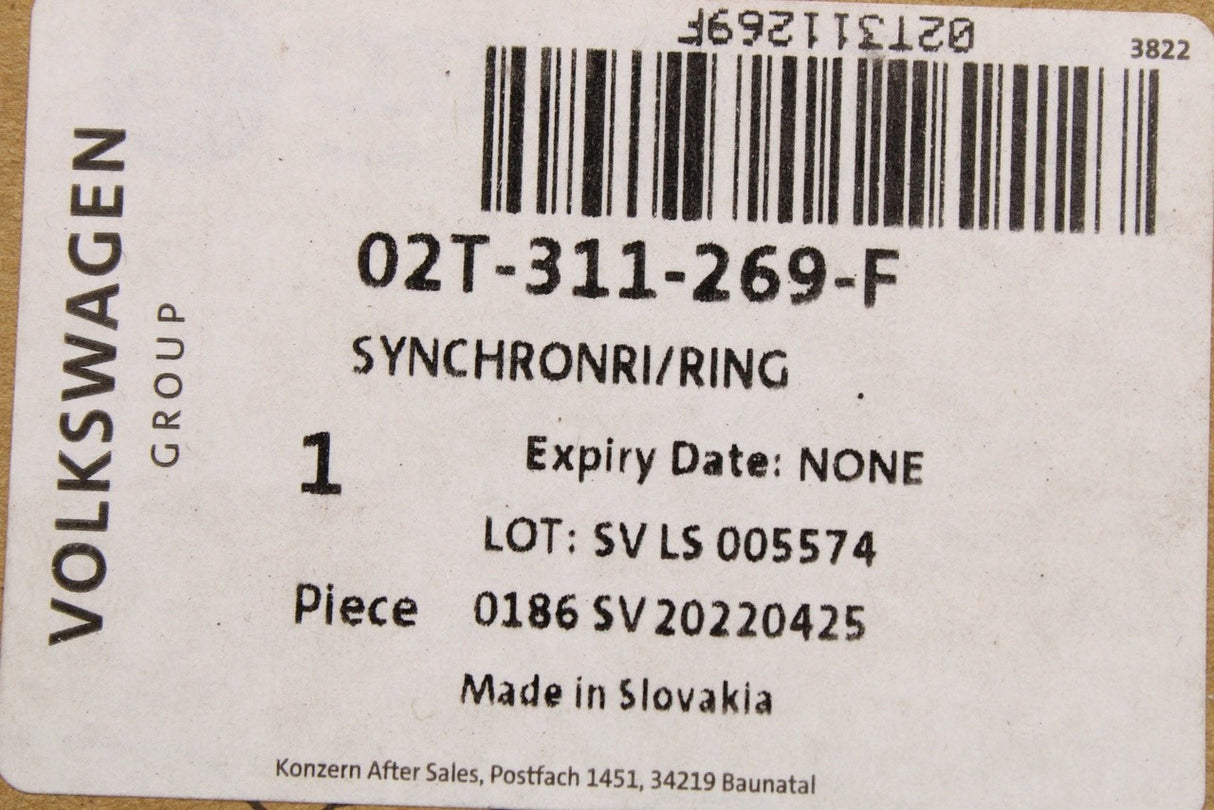 02T311269F
3822
02T-311-269-F
SYNCHRONRI/RING
1
Expiry Date: NONE
LOT: SV LS 005574
Piece 0186 SV 20220425
Made in Slovakia
Konzern After Sales, Postfach 1451, 34219 Baunatal
VOLKSWAGEN
GROUP